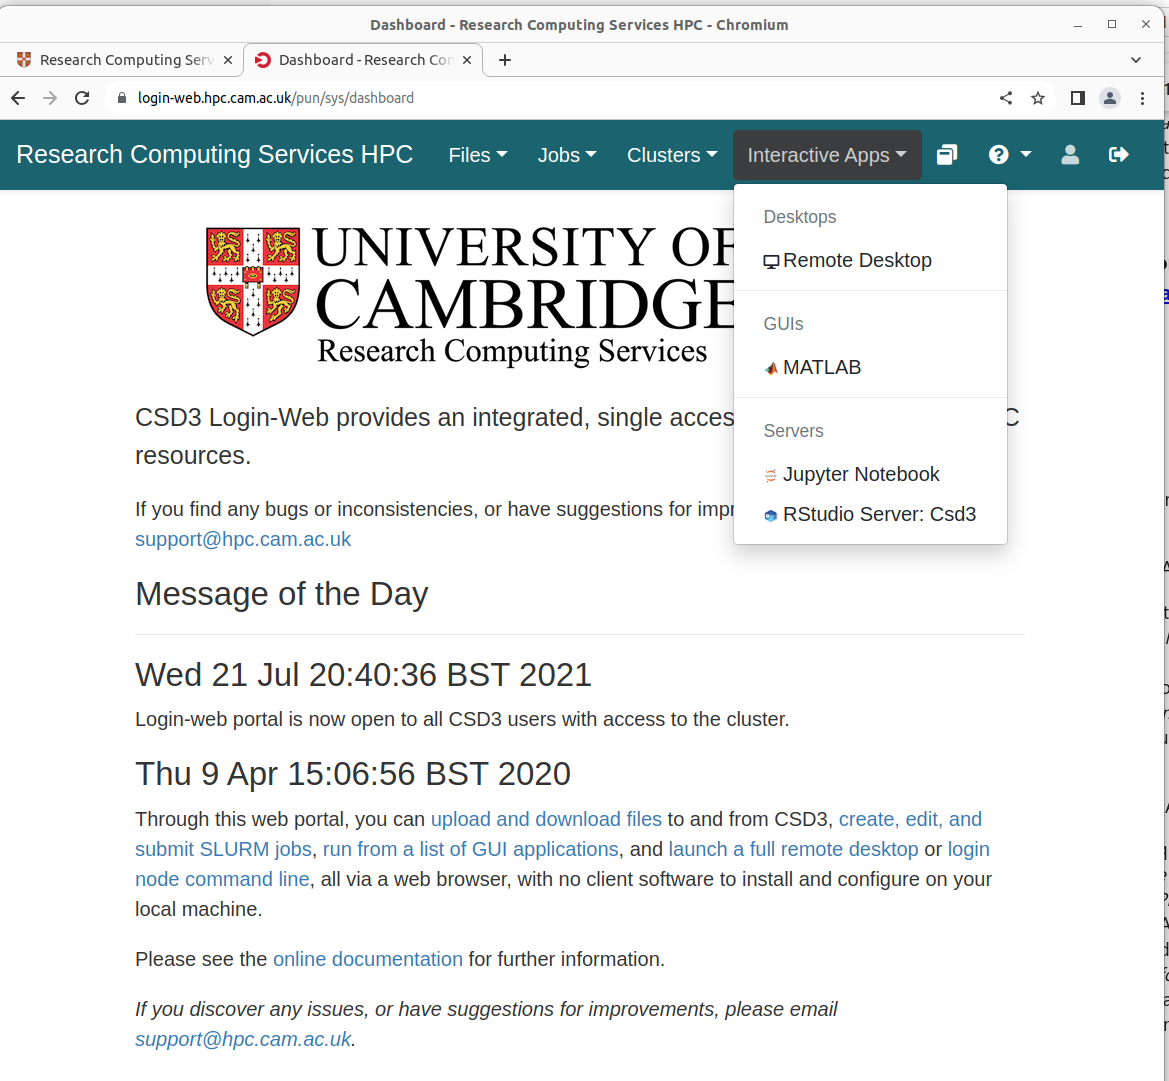 Dashboard - Research Computing Services HPC - Chromium
Research Computing Serv
Dashboard - Research Con
login-web.hpc.cam.ac.uk/pun/sys/dashboard
Research Computing Services HPC Files Jobs Clusters Interactive Apps
Desktops
Remote Desktop
GUIs
MATLAB
Servers
Jupyter Notebook
RStudio Server: Csd3
UNIVERSITY OF
CAMBRIDGE
Research Computing Services
CSD3 Login-Web provides an integrated, single acces C
resources.
If you find any bugs or inconsistencies, or have suggestions for impr
support@hpc.cam.ac.uk
Message of the Day
Wed 21 Jul 20:40:36 BST 2021
Login-web portal is now open to all CSD3 users with access to the cluster.
Thu 9 Apr 15:06:56 BST 2020
Through this web portal, you can upload and download files to and from CSD3, create, edit, and
submit SLURM jobs, run from a list of GUI applications, and launch a full remote desktop or login
node command line, all via a web browser, with no client software to install and configure on your
local machine.
Please see the online documentation for further information.
If you discover any issues, or have suggestions for improvements, please email
support@hpc.cam.ac.uk.